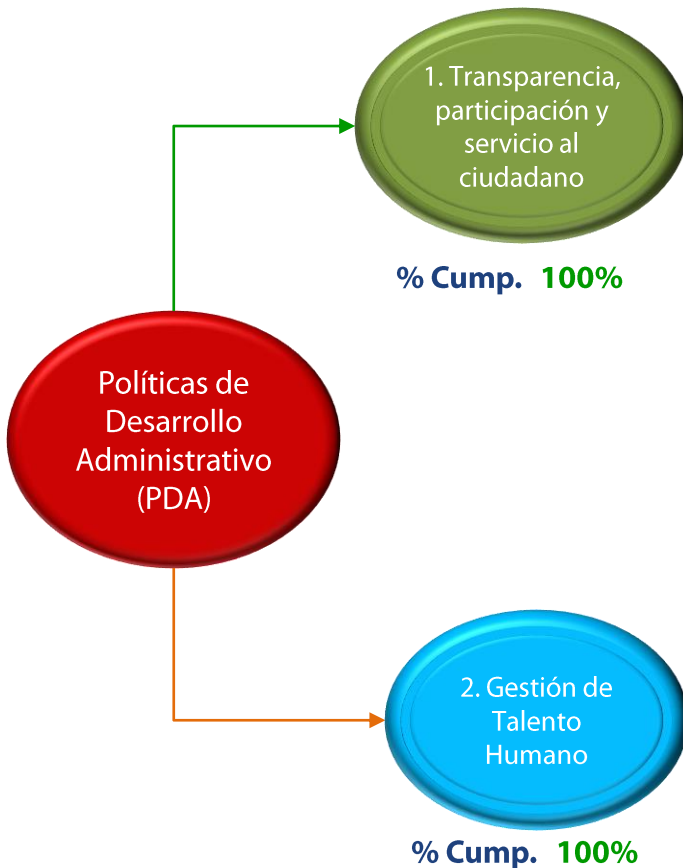 1. Transparencia,
participación y
servicio al
ciudadano
% Cump. 100%
Políticas de
Desarrollo
Administrativo
(PDA)
2. Gestión de
Talento
Humano
% Cump. 100%